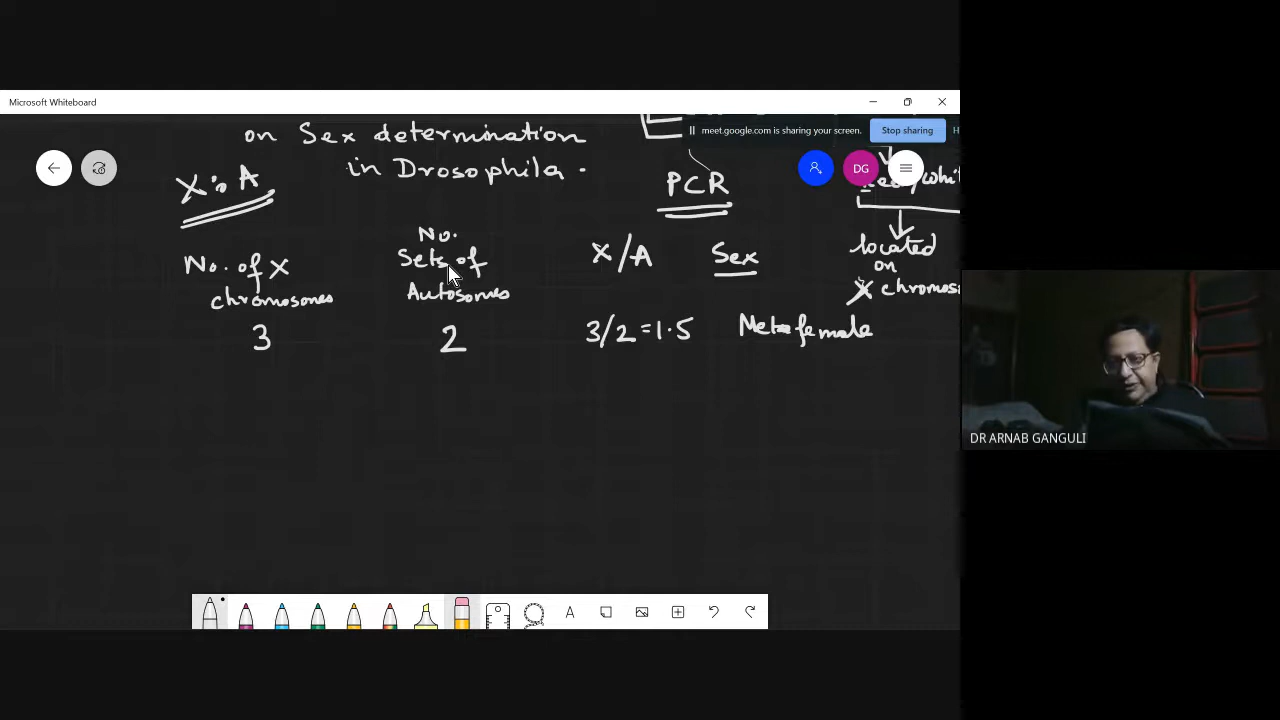 Microsoft Whiteboard
on Sex determination
in Drosophila.
meet.google.com is sharing your screen.
Stop sharing
H
DG
X:A
PCR
No. of X
chromosomes
No.
Sets of
Autosomes
X/A
Sex
located
on
X chromoso
3
2
3/2=1.5
Metafemale
DR ARNAB GANGULI
A